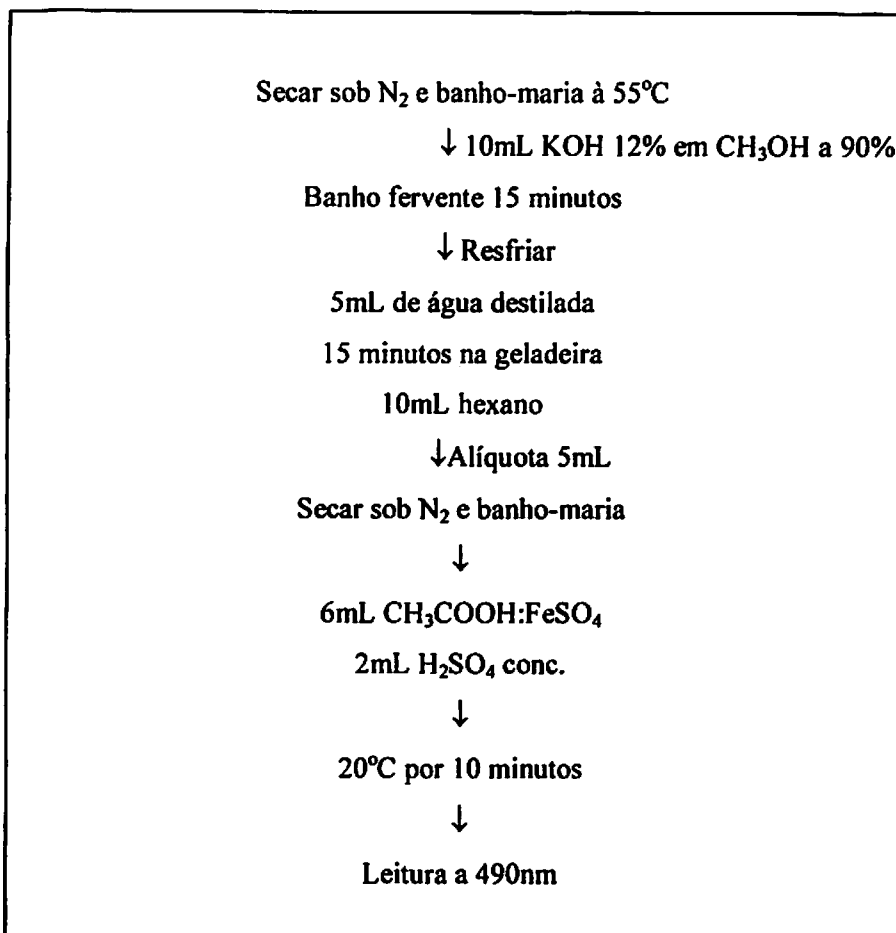 Secar sob N₂ e banho-maria à 55°C
↓ 10mL KOH 12% em CH₃OH a 90%
Banho fervente 15 minutos
↓ Resfriar
5mL de água destilada
15 minutos na geladeira
10mL hexano
↓Alíquota 5mL
Secar sob N₂ e banho-maria
↓
6mL CH₃COOH:FeSO₄
2mL H₂SO₄ conc.
↓
20°C por 10 minutos
↓
Leitura a 490nm